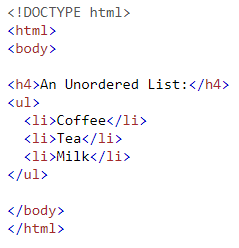 <!DOCTYPE html>
<html>
<body>

<h4>An Unordered List:</h4>
<ul>
  <li>Coffee</li>
  <li>Tea</li>
  <li>Milk</li>
</ul>

</body>
</html>